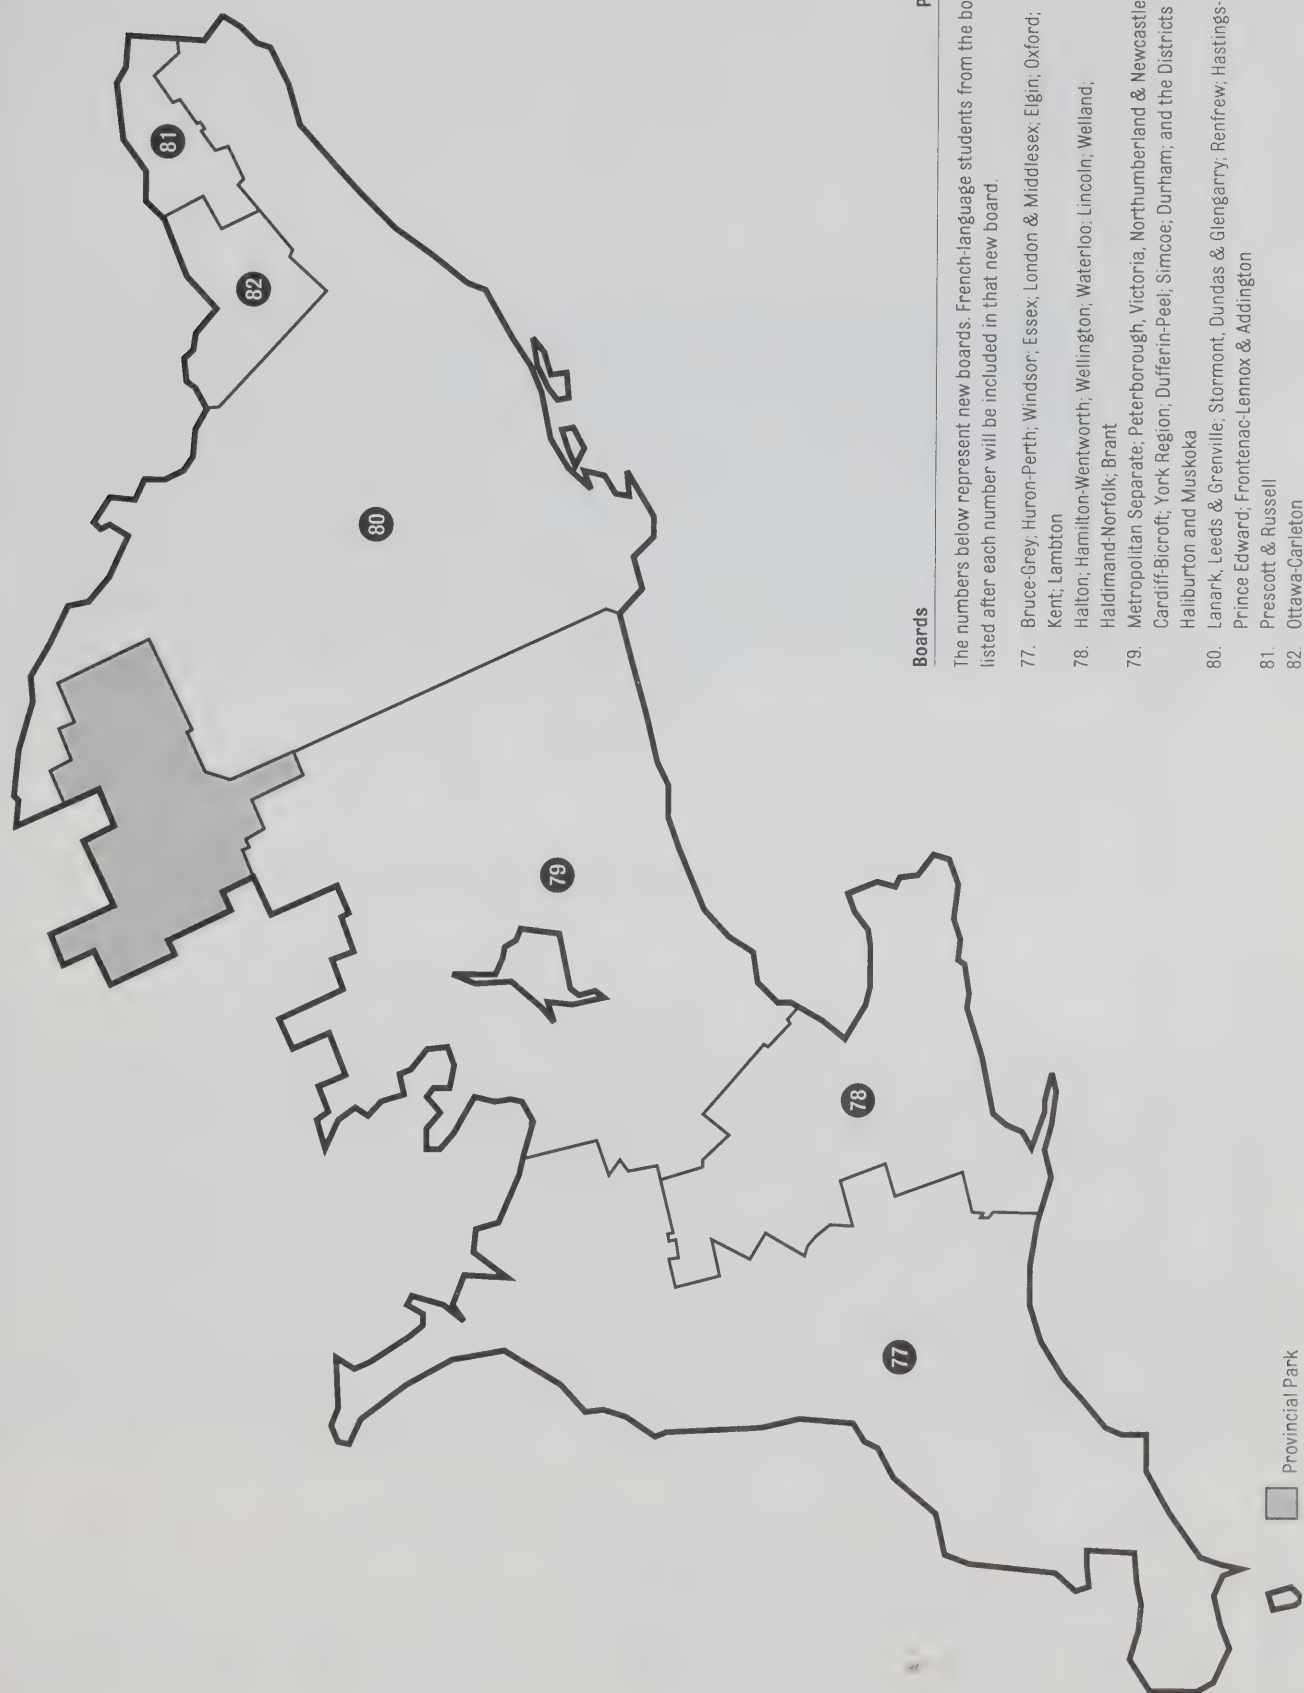 81
82
80
79
78
77
Provincial Park
Boards
The numbers below represent new boards. French-language students from the bo
listed after each number will be included in that new board.
77. Bruce-Grey; Huron-Perth; Windsor; Essex; London & Middlesex; Elgin; Oxford;
Kent; Lambton
78. Halton; Hamilton-Wentworth; Wellington; Waterloo; Lincoln; Welland;
Haldimand-Norfolk; Brant
79. Metropolitan Separate; Peterborough, Victoria, Northumberland & Newcastle
Cardiff-Bicroft; York Region; Dufferin-Peel; Simcoe; Durham; and the Districts
Haliburton and Muskoka
80. Lanark, Leeds & Grenville; Stormont, Dundas & Glengarry; Renfrew; Hastings-
Prince Edward; Frontenac-Lennox & Addington
81. Prescott & Russell
82. Ottawa-Carleton